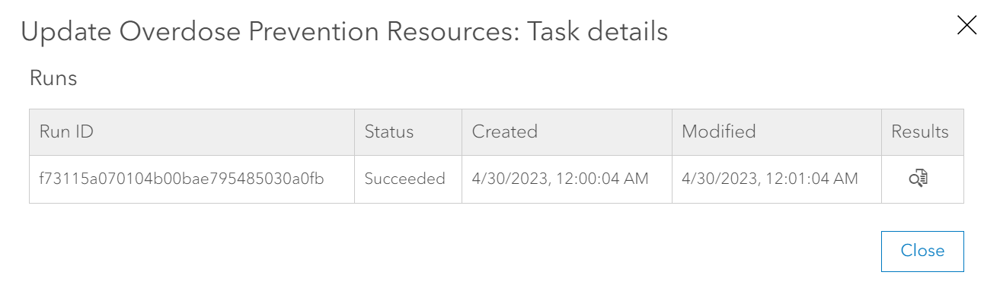 Update Overdose Prevention Resources: Task details
Runs
Run ID Status Created Modified Results
f73115a070104b00bae795485030a0fb Succeeded 4/30/2023, 12:00:04 AM 4/30/2023, 12:01:04 AM
Close